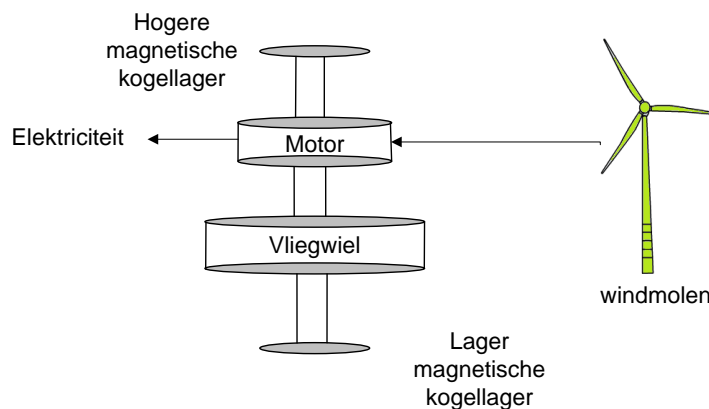 Hogere
magnetische
kogellager
Elektriciteit
Motor
Vliegwiel
windmolen
Lager
magnetische
kogellager